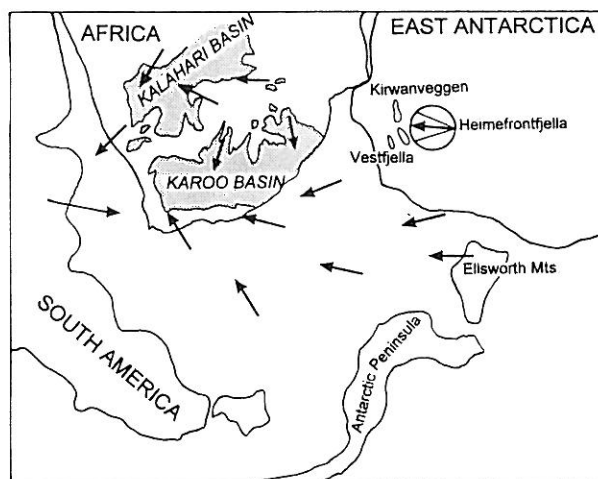 AFRICA
EAST ANTARCTICA
KALAHARI BASIN
Kirwanveggen
Heimefrontfjella
Vestfjella
KAROO BASIN
Ellsworth Mts
SOUTH AMERICA
Antarctic Peninsula